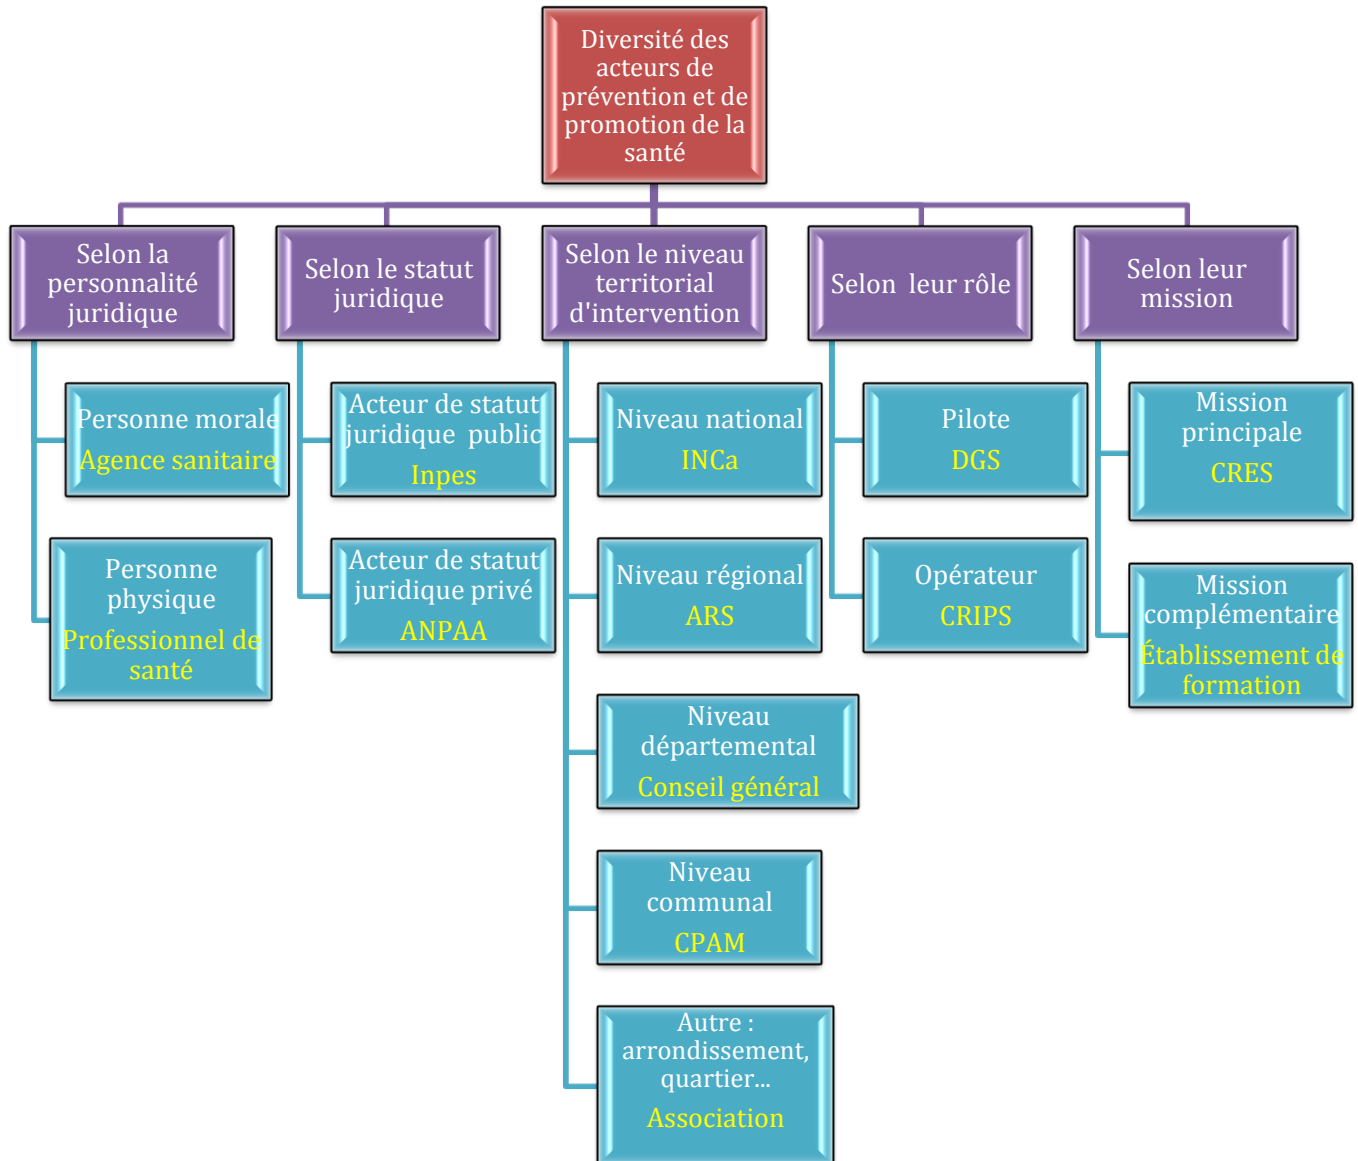 Diversité des
acteurs de
prévention et de
promotion de la
santé
Selon la
personnalité
juridique
Selon le statut
juridique
Selon le niveau
territorial
d'intervention
Selon leur rôle
Selon leur
mission
Personne morale
Agence sanitaire
Personne
physique
Professionnel de
santé
Acteur de statut
juridique public
Inpes
Acteur de statut
juridique privé
ANPAA
Niveau national
INCa
Niveau régional
ARS
Niveau
départemental
Conseil général
Niveau
communal
CPAM
Autre :
arrondissement,
quartier...
Association
Pilote
DGS
Opérateur
CRIPS
Mission
principale
CRES
Mission
complémentaire
Établissement de
formation